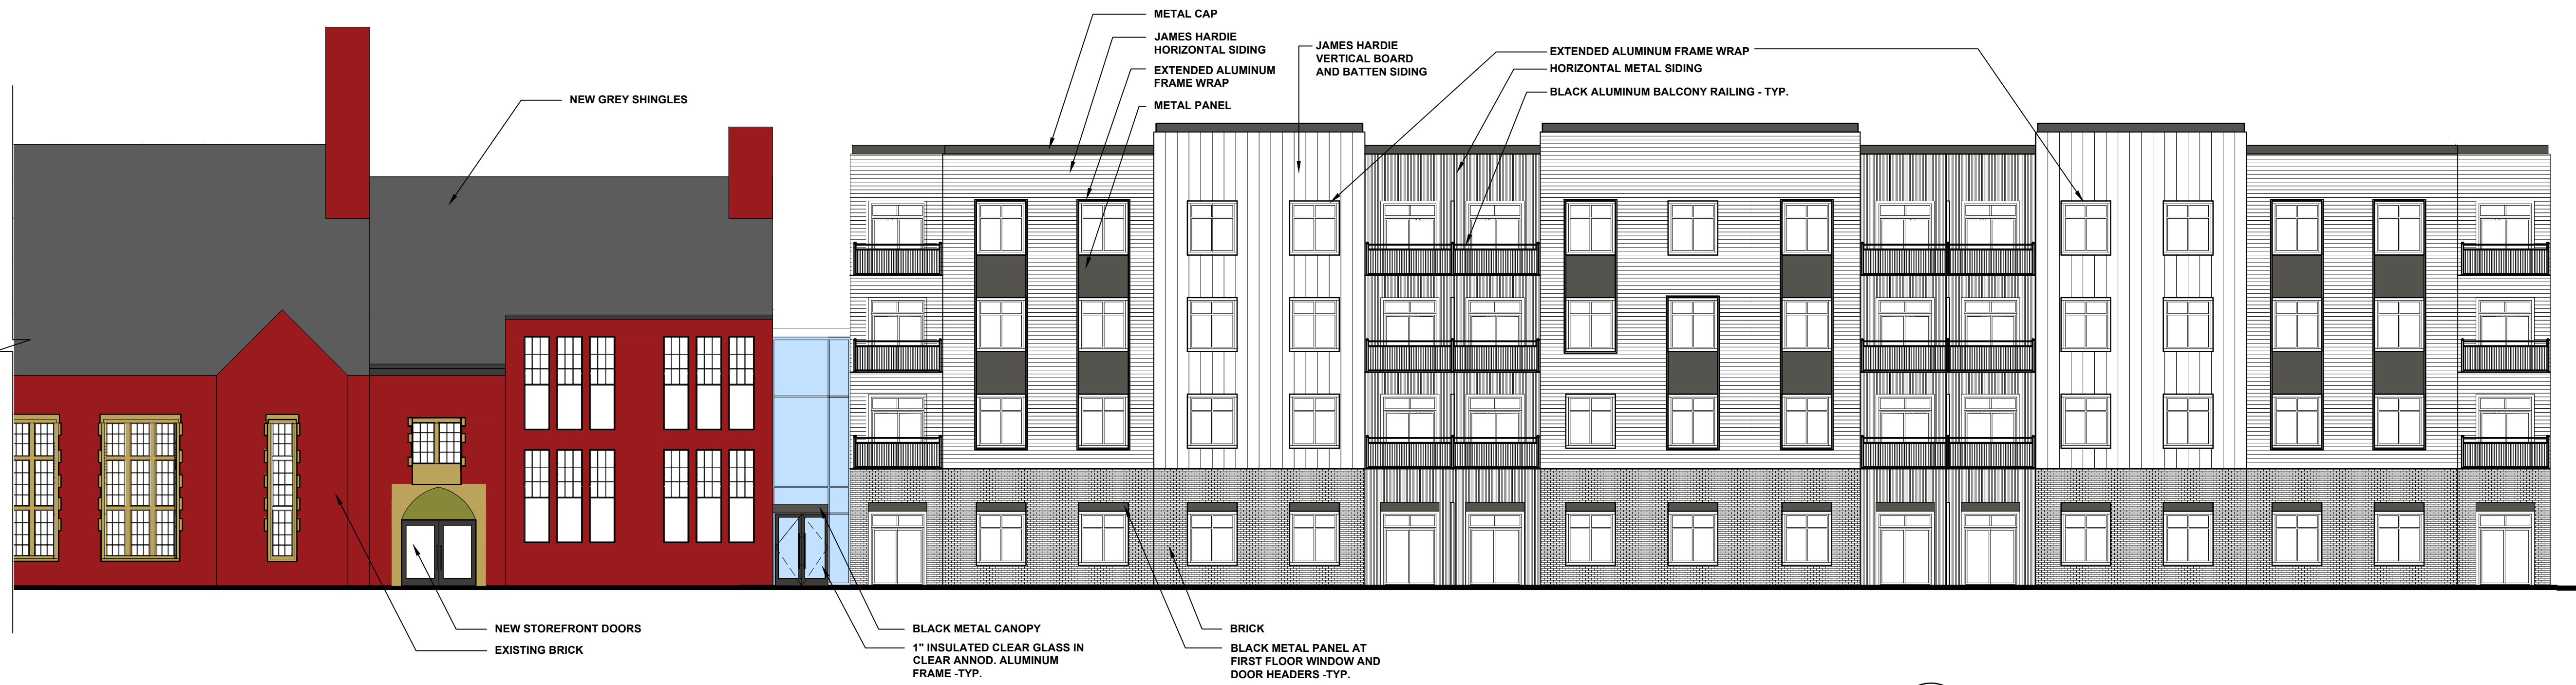 METAL CAP
JAMES HARDIE
HORIZONTAL SIDING
EXTENDED ALUMINUM
FRAME WRAP
METAL PANEL
JAMES HARDIE
VERTICAL BOARD
AND BATTEN SIDING
EXTENDED ALUMINUM FRAME WRAP
HORIZONTAL METAL SIDING
BLACK ALUMINUM BALCONY RAILING - TYP.
NEW GREY SHINGLES
NEW STOREFRONT DOORS
EXISTING BRICK
BLACK METAL CANOPY
1" INSULATED CLEAR GLASS IN
CLEAR ANNOD. ALUMINUM
FRAME -TYP.
BRICK
BLACK METAL PANEL AT
FIRST FLOOR WINDOW AND
DOOR HEADERS -TYP.